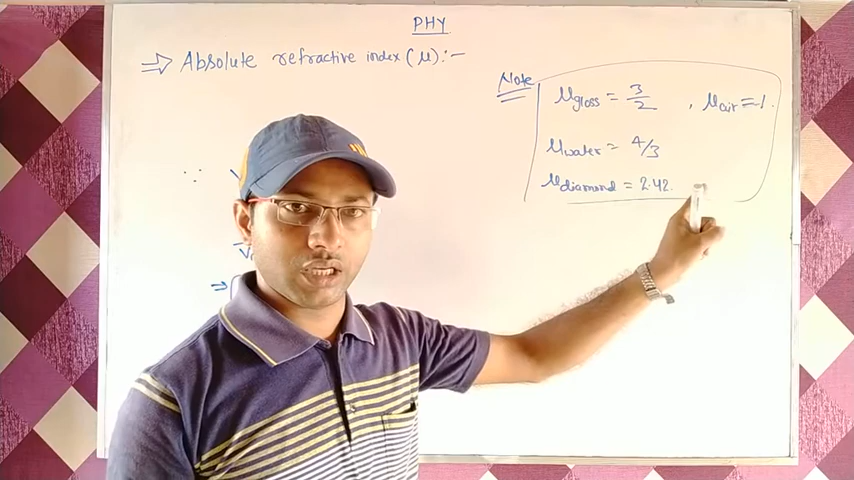 PHY
⇒ Absolute refractive index (μ):-
Note
μglass = 3/2 , μair = 1.
μwater = 4/3
μdiamond = 2.42.
⇒